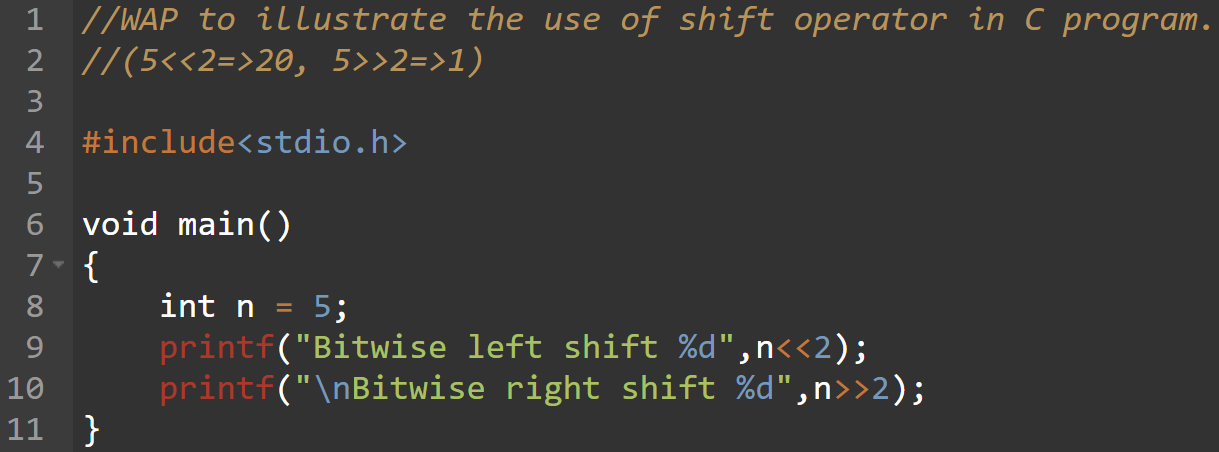 1 //WAP to illustrate the use of shift operator in C program.
2 //(5<<2=>20, 5>>2=>1)
3
4 #include<stdio.h>
5
6 void main()
7 {
8     int n = 5;
9     printf("Bitwise left shift %d",n<<2);
10     printf("\nBitwise right shift %d",n>>2);
11 }